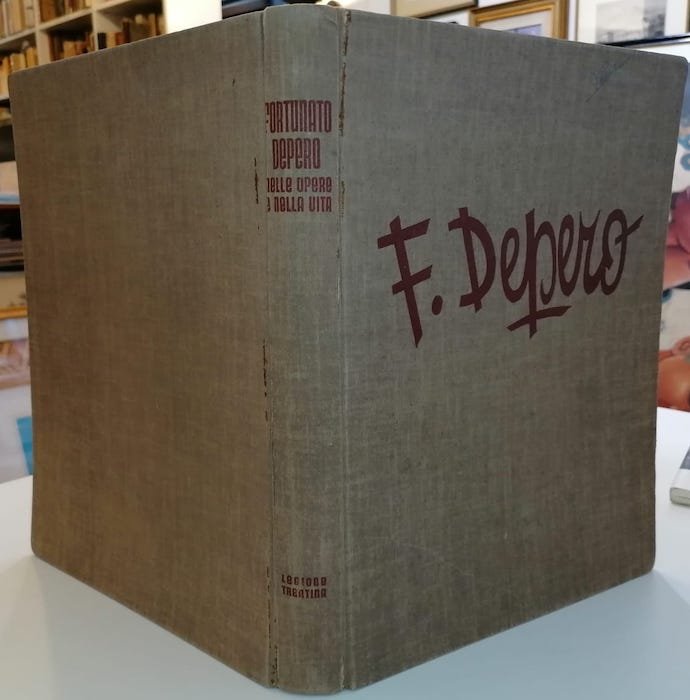 FORTUNATO
DEPERO
NELLE OPERE
E NELLA VITA
LEGIONE
TRENTINA
F. Depero